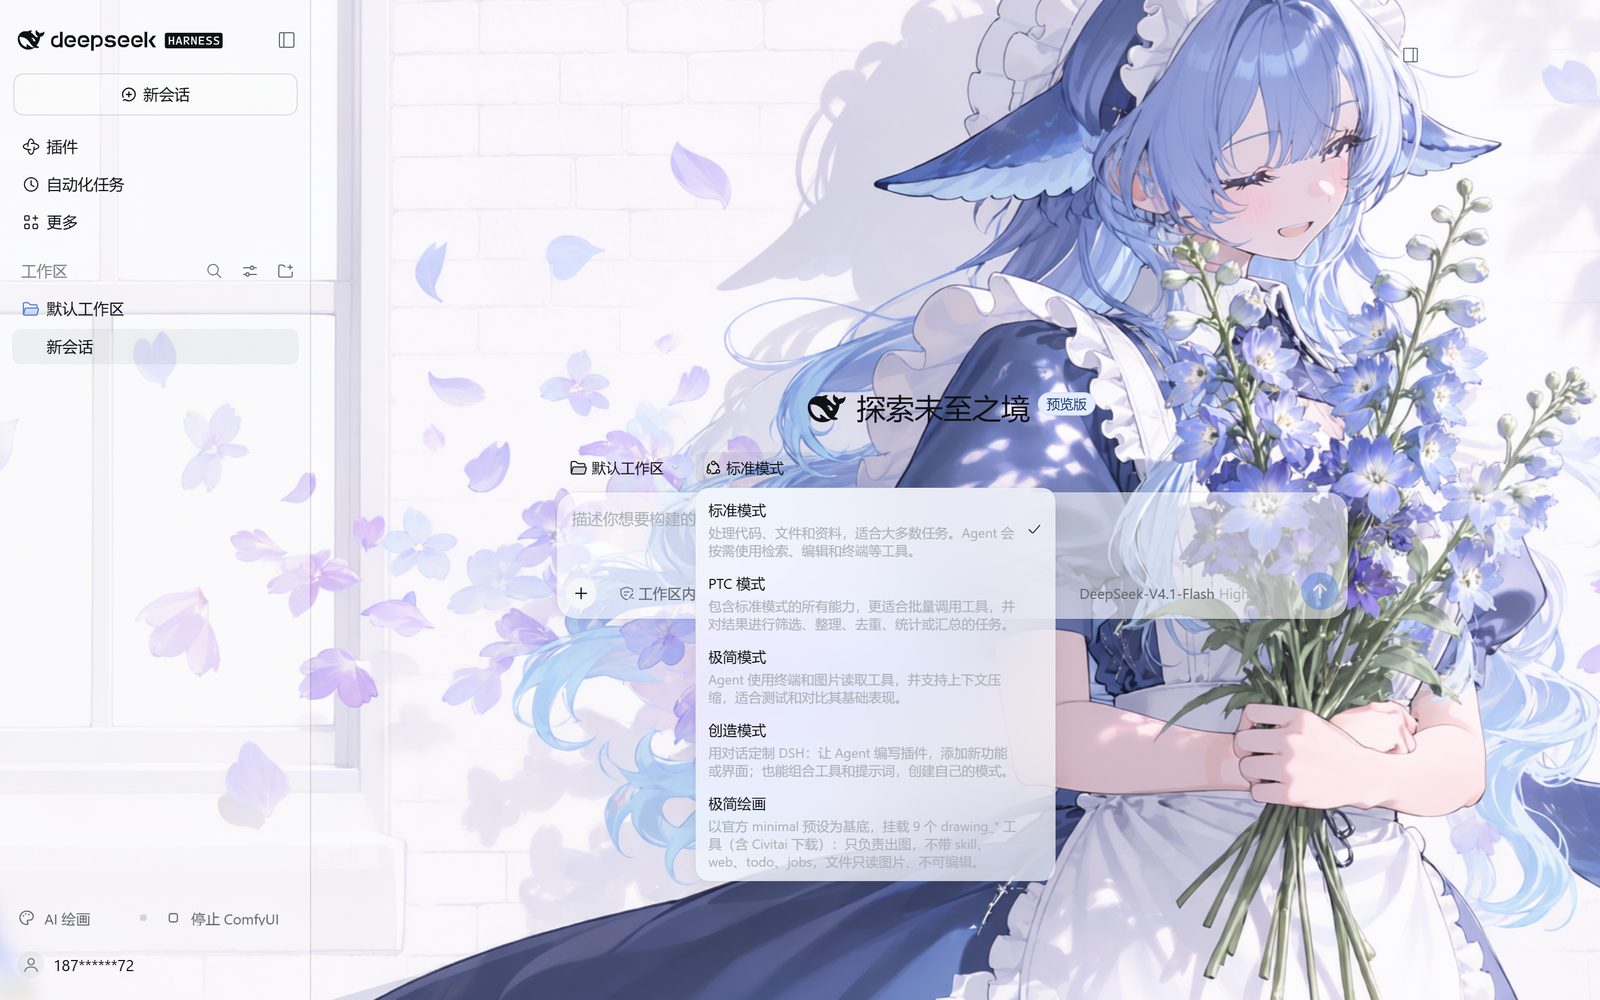 deepseek HARNESS
新会话
插件
自动化任务
更多
工作区
默认工作区
新会话
AI 绘画
停止 ComfyUI
187******72
探索未至之境 预览版
默认工作区 标准模式
描述你想要构建的
工作区内
DeepSeek-V4.1-Flash High
标准模式
处理代码、文件和资料，适合大多数任务。Agent 会
按需使用检索、编辑和终端等工具。
PTC 模式
包含标准模式的所有能力，更适合批量调用工具，并
对结果进行筛选、整理、去重、统计或汇总的任务。
极简模式
Agent 使用终端和图片读取工具，并支持上下文压
缩，适合测试和对比其基础表现。
创造模式
用对话定制 DSH：让 Agent 编写插件，添加新功能
或界面；也能组合工具和提示词，创建自己的模式。
极简绘画
以官方 minimal 预设为基底，挂载 9 个 drawing_* 工
具（含 Civitai 下载）：只负责出图，不带 skill、
web、todo、jobs，文件只读图片、不可编辑。